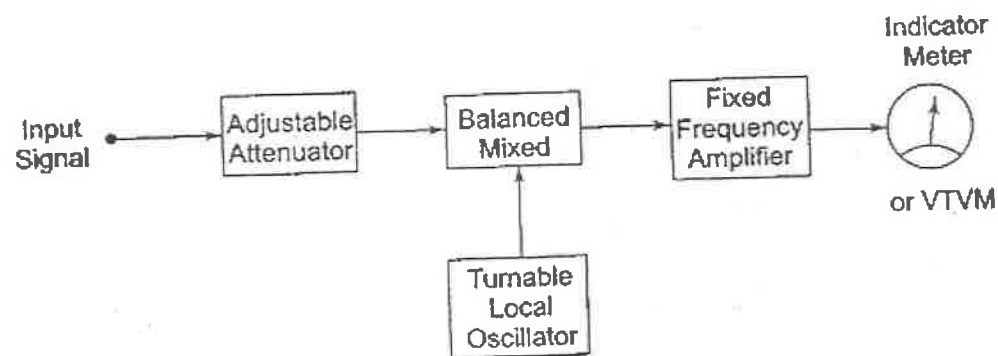 Input
Signal
Adjustable
Attenuator
Balanced
Mixed
Turnable
Local
Oscillator
Fixed
Frequency
Amplifier
Indicator
Meter
or VTVM